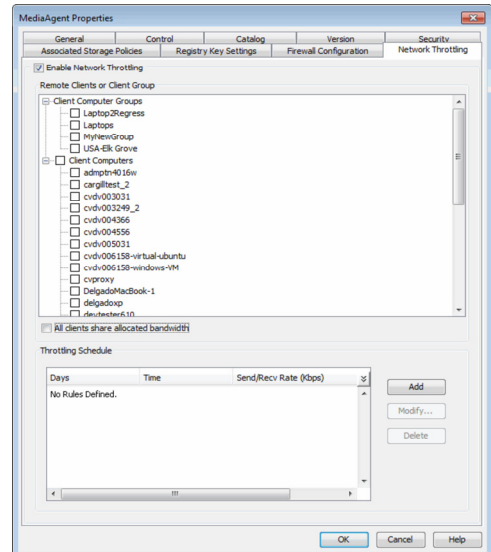 MediaAgent Properties
General
Control
Catalog
Version
Security
Associated Storage Policies
Registry Key Settings
Firewall Configuration
Network Throttling
Enable Network Throttling
Remote Clients or Client Group
Client Computer Groups
Laptop2Regress
Laptops
MyNewGroup
USA-Elk Grove
Client Computers
admptn4016w
cargilltest_2
cvdv003031
cvdv003249_2
cvdv004366
cvdv004556
cvdv005031
cvdv006158-virtual-ubuntu
cvdv006158-windows-VM
cvproxy
DelgadoMacBook-1
delgadoxp
devtester610
All clients share allocated bandwidth
Throttling Schedule
Days Time Send/Recv Rate (Kbps)
No Rules Defined.
Add
Modify...
Delete
OK Cancel Help